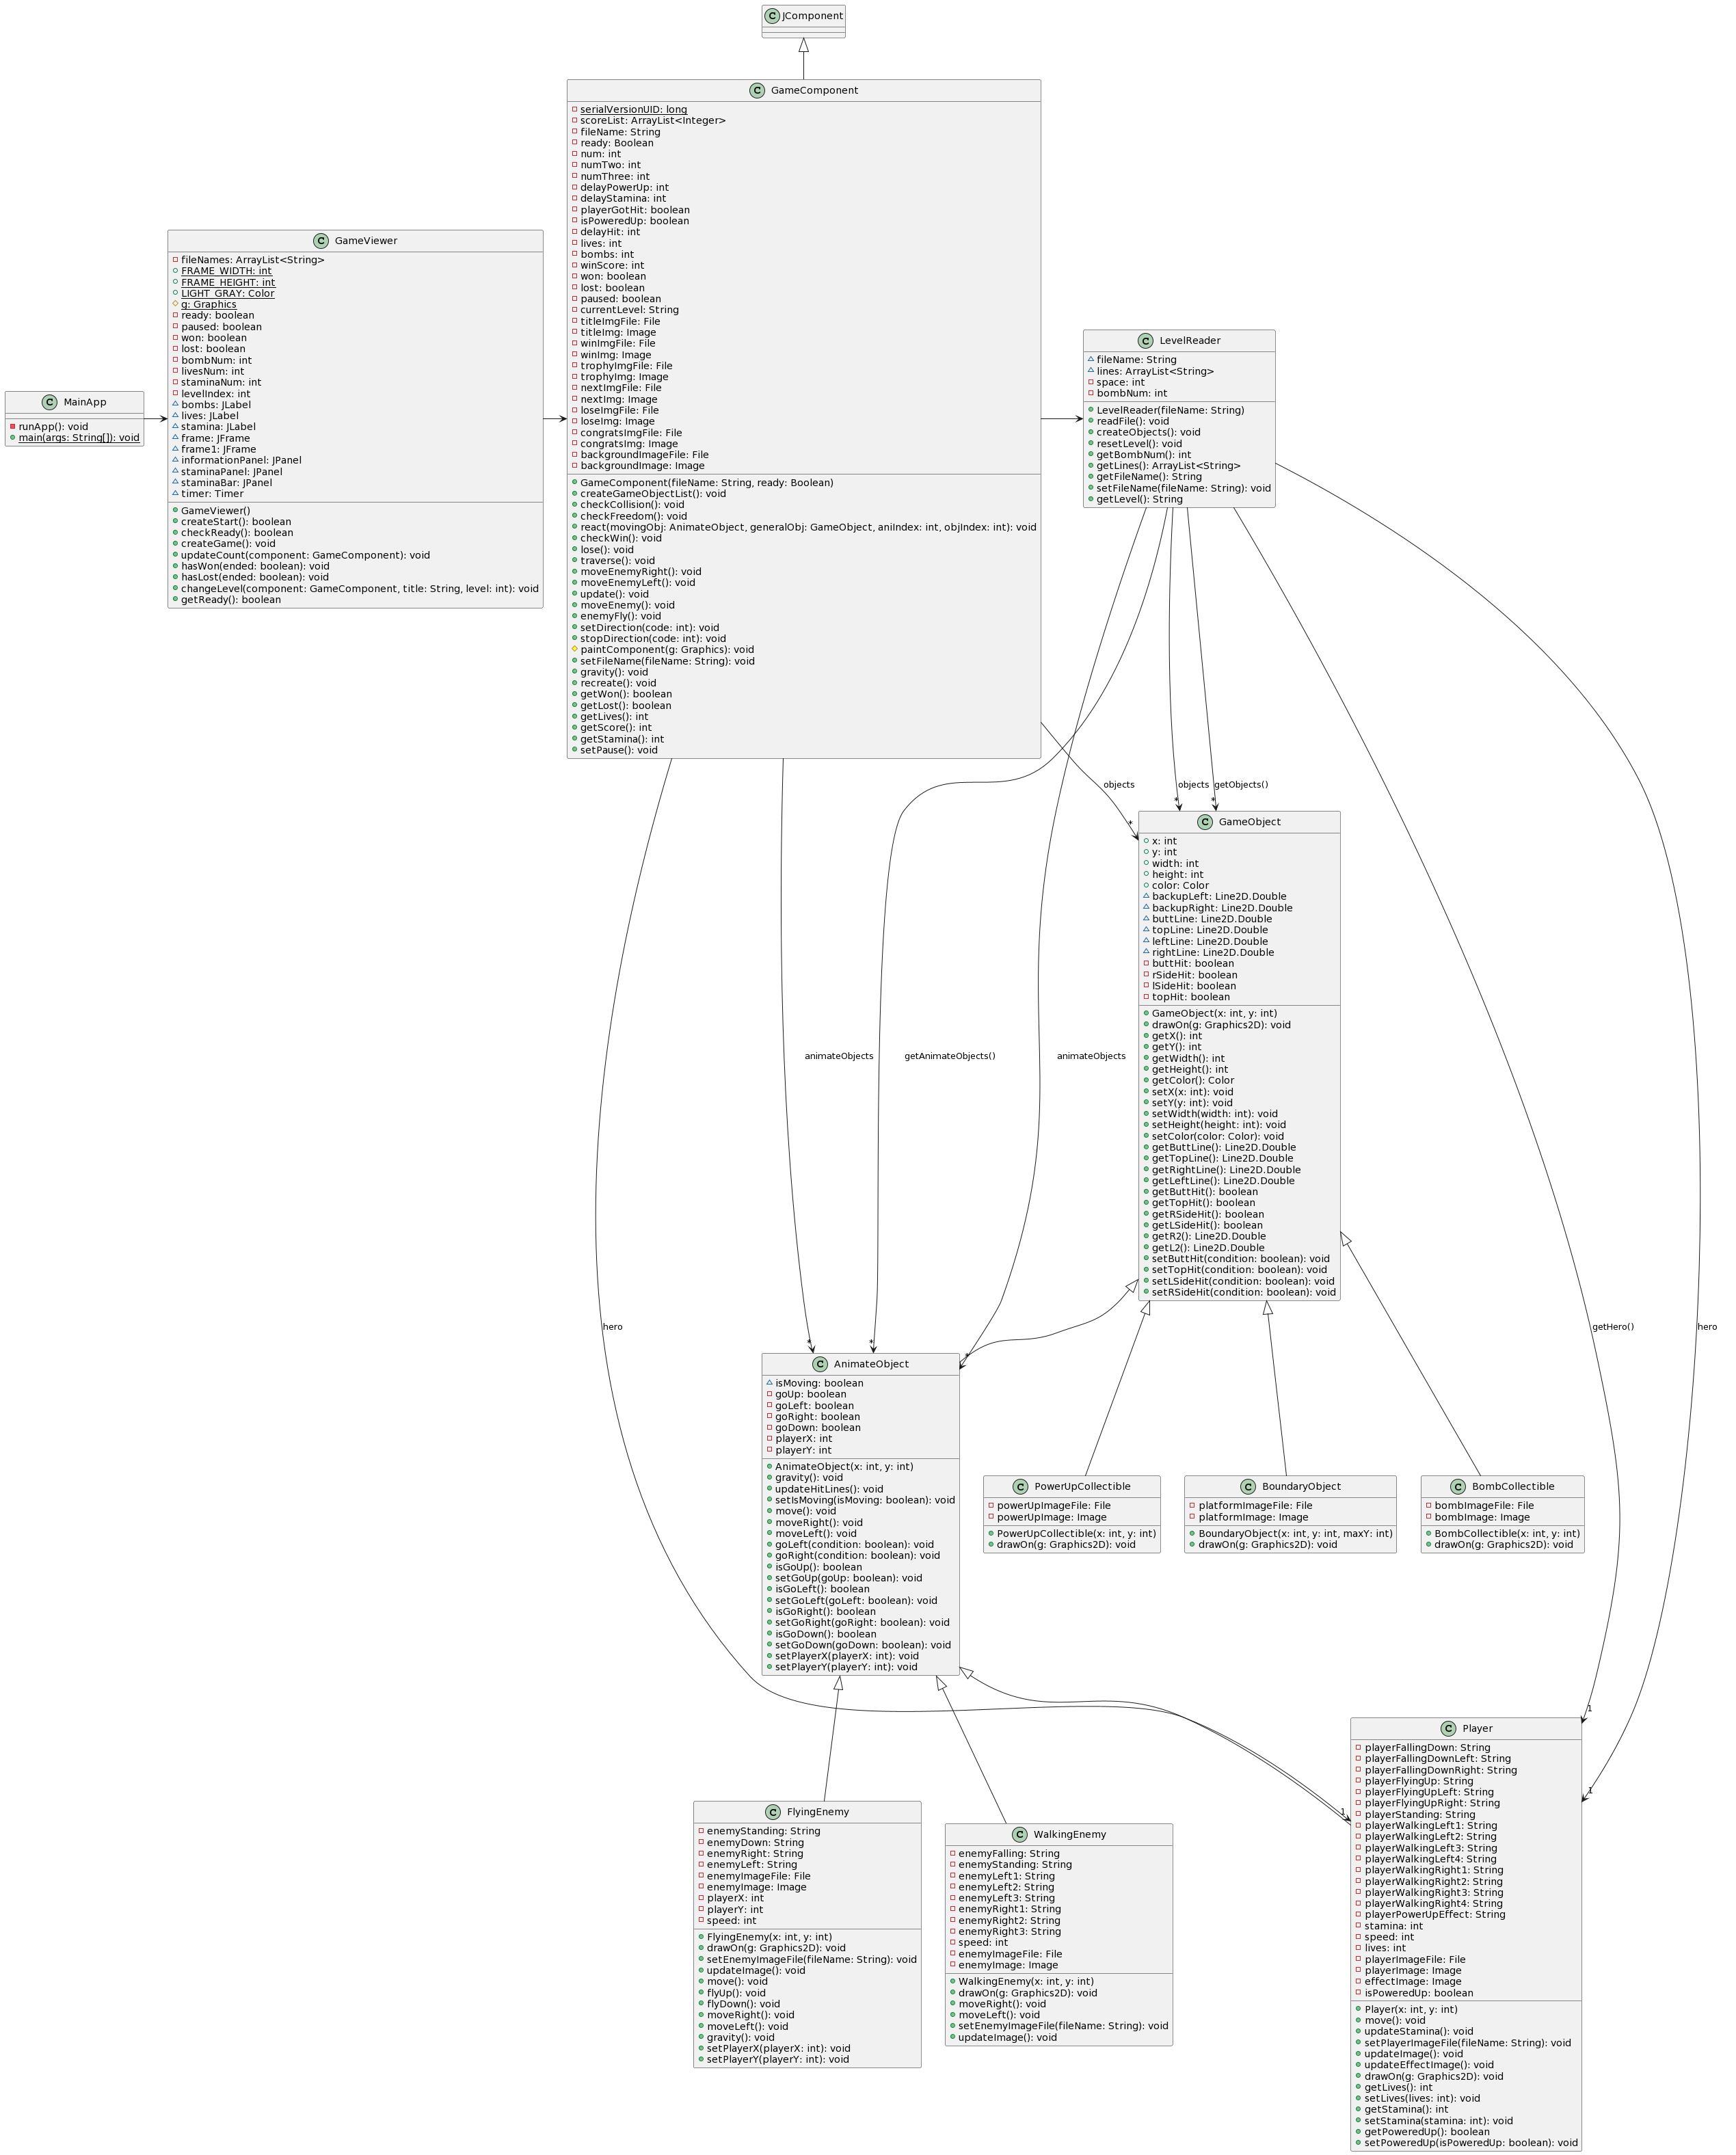 JComponent
GameComponent
serialVersionUID: long
scoreList: ArrayList<Integer>
fileName: String
ready: Boolean
num: int
numTwo: int
numThree: int
delayPowerUp: int
delayStamina: int
playerGotHit: boolean
isPoweredUp: boolean
delayHit: int
lives: int
bombs: int
winScore: int
won: boolean
lost: boolean
paused: boolean
currentLevel: String
titleImgFile: File
titleImg: Image
winImgFile: File
winImg: Image
trophyImgFile: File
trophyImg: Image
nextImgFile: File
nextImg: Image
loseImgFile: File
loseImg: Image
congratsImgFile: File
congratsImg: Image
backgroundImageFile: File
backgroundImage: Image
GameComponent(fileName: String, ready: Boolean)
createGameObjectList(): void
checkCollision(): void
checkFreedom(): void
react(movingObj: AnimateObject, generalObj: GameObject, aniIndex: int, objIndex: int): void
checkWin(): void
lose(): void
traverse(): void
moveEnemyRight(): void
moveEnemyLeft(): void
update(): void
moveEnemy(): void
enemyFly(): void
setDirection(code: int): void
stopDirection(code: int): void
paintComponent(g: Graphics): void
setFileName(fileName: String): void
gravity(): void
recreate(): void
getWon(): boolean
getLost(): boolean
getLives(): int
getScore(): int
getStamina(): int
setPause(): void
GameViewer
fileNames: ArrayList<String>
FRAME_WIDTH: int
FRAME_HEIGHT: int
LIGHT_GRAY: Color
g: Graphics
ready: boolean
paused: boolean
won: boolean
lost: boolean
bombNum: int
livesNum: int
staminaNum: int
levelIndex: int
bombs: JLabel
lives: JLabel
stamina: JLabel
frame: JFrame
frame1: JFrame
informationPanel: JPanel
staminaPanel: JPanel
staminaBar: JPanel
timer: Timer
GameViewer()
createStart(): boolean
checkReady(): boolean
createGame(): void
updateCount(component: GameComponent): void
hasWon(ended: boolean): void
hasLost(ended: boolean): void
changeLevel(component: GameComponent, title: String, level: int): void
getReady(): boolean
MainApp
runApp(): void
main(args: String[]): void
LevelReader
fileName: String
lines: ArrayList<String>
space: int
bombNum: int
LevelReader(fileName: String)
readFile(): void
createObjects(): void
resetLevel(): void
getBombNum(): int
getLines(): ArrayList<String>
getFileName(): String
setFileName(fileName: String): void
getLevel(): String
objects
objects
getObjects()
*
*
*
GameObject
x: int
y: int
width: int
height: int
color: Color
backupLeft: Line2D.Double
backupRight: Line2D.Double
buttLine: Line2D.Double
topLine: Line2D.Double
leftLine: Line2D.Double
rightLine: Line2D.Double
buttHit: boolean
rSideHit: boolean
lSideHit: boolean
topHit: boolean
GameObject(x: int, y: int)
drawOn(g: Graphics2D): void
getX(): int
getY(): int
getWidth(): int
getHeight(): int
getColor(): Color
setX(x: int): void
setY(y: int): void
setWidth(width: int): void
setHeight(height: int): void
setColor(color: Color): void
getButtLine(): Line2D.Double
getTopLine(): Line2D.Double
getRightLine(): Line2D.Double
getLeftLine(): Line2D.Double
getButtHit(): boolean
getTopHit(): boolean
getRSideHit(): boolean
getLSideHit(): boolean
getR2(): Line2D.Double
getL2(): Line2D.Double
setButtHit(condition: boolean): void
setTopHit(condition: boolean): void
setLSideHit(condition: boolean): void
setRSideHit(condition: boolean): void
animateObjects
getAnimateObjects()
animateObjects
hero
getHero()
hero
*
*
*
AnimateObject
isMoving: boolean
goUp: boolean
goLeft: boolean
goRight: boolean
goDown: boolean
playerX: int
playerY: int
AnimateObject(x: int, y: int)
gravity(): void
updateHitLines(): void
setIsMoving(isMoving: boolean): void
move(): void
moveRight(): void
moveLeft(): void
goLeft(condition: boolean): void
goRight(condition: boolean): void
isGoUp(): boolean
setGoUp(goUp: boolean): void
isGoLeft(): boolean
setGoLeft(goLeft: boolean): void
isGoRight(): boolean
setGoRight(goRight: boolean): void
isGoDown(): boolean
setGoDown(goDown: boolean): void
setPlayerX(playerX: int): void
setPlayerY(playerY: int): void
PowerUpCollectible
powerUpImageFile: File
powerUpImage: Image
PowerUpCollectible(x: int, y: int)
drawOn(g: Graphics2D): void
BoundaryObject
platformImageFile: File
platformImage: Image
BoundaryObject(x: int, y: int, maxY: int)
drawOn(g: Graphics2D): void
BombCollectible
bombImageFile: File
bombImage: Image
BombCollectible(x: int, y: int)
drawOn(g: Graphics2D): void
1
1
1
FlyingEnemy
enemyStanding: String
enemyDown: String
enemyRight: String
enemyLeft: String
enemyImageFile: File
enemyImage: Image
playerX: int
playerY: int
speed: int
FlyingEnemy(x: int, y: int)
drawOn(g: Graphics2D): void
setEnemyImageFile(fileName: String): void
updateImage(): void
move(): void
flyUp(): void
flyDown(): void
moveRight(): void
moveLeft(): void
gravity(): void
setPlayerX(playerX: int): void
setPlayerY(playerY: int): void
WalkingEnemy
enemyFalling: String
enemyStanding: String
enemyLeft1: String
enemyLeft2: String
enemyLeft3: String
enemyRight1: String
enemyRight2: String
enemyRight3: String
speed: int
enemyImageFile: File
enemyImage: Image
WalkingEnemy(x: int, y: int)
drawOn(g: Graphics2D): void
moveRight(): void
moveLeft(): void
setEnemyImageFile(fileName: String): void
updateImage(): void
Player
playerFallingDown: String
playerFallingDownLeft: String
playerFallingDownRight: String
playerFlyingUp: String
playerFlyingUpLeft: String
playerFlyingUpRight: String
playerStanding: String
playerWalkingLeft1: String
playerWalkingLeft2: String
playerWalkingLeft3: String
playerWalkingLeft4: String
playerWalkingRight1: String
playerWalkingRight2: String
playerWalkingRight3: String
playerWalkingRight4: String
playerPowerUpEffect: String
stamina: int
speed: int
lives: int
playerImageFile: File
playerImage: Image
effectImage: Image
isPoweredUp: boolean
Player(x: int, y: int)
move(): void
updateStamina(): void
setPlayerImageFile(fileName: String): void
updateImage(): void
updateEffectImage(): void
drawOn(g: Graphics2D): void
getLives(): int
setLives(lives: int): void
getStamina(): int
setStamina(stamina: int): void
getPoweredUp(): boolean
setPoweredUp(isPoweredUp: boolean): void